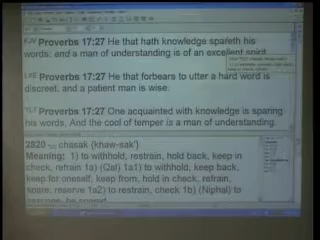 KJV Proverbs 17:27 He that hath knowledge spareth his
words: and a man of understanding is of an excellent spirit.
Proverbs 17:27 He that forbears to utter a hard word is
discreet, and a patient man is wise.
YLT Proverbs 17:27 One acquainted with knowledge is sparing
his words, And the cool of temper is a man of understanding.
2820 chasak {khaw-sak'}
Meaning: 1) to withhold, restrain, hold back, keep in
check, refrain 1a) (Qal) 1a1) to withhold, keep back,
keep for oneself, keep from, hold in check, refrain,
spare, reserve 1a2) to restrain, check 1b) (Niphal) to